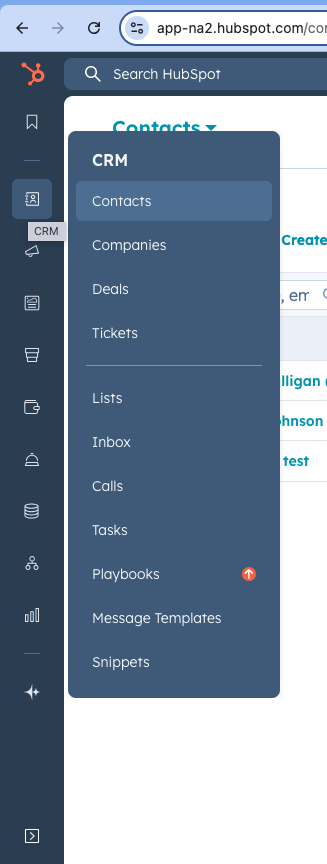 app-na2.hubspot.com/con
Search HubSpot
Contacts
CRM
Contacts
CRM
Companies
Create
Deals
, em
Tickets
lligan
Lists
ohnson
Inbox
test
Calls
Tasks
Playbooks
Message Templates
Snippets